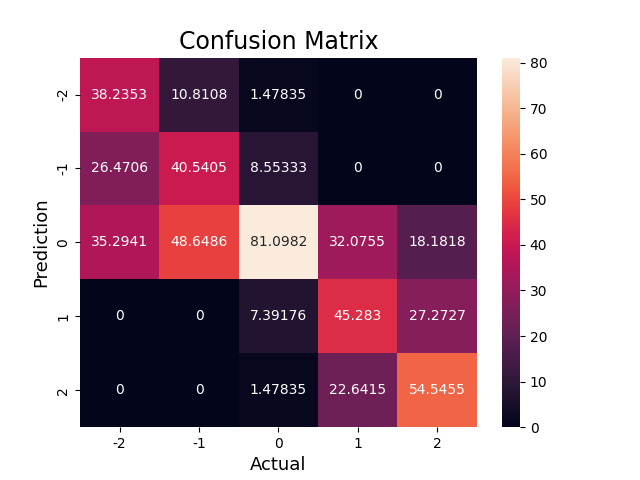 Confusion Matrix
-2 38.2353 10.8108 1.47835 0 0
-1 26.4706 40.5405 8.55333 0 0
0 35.2941 48.6486 81.0982 32.0755 18.1818
1 0 0 7.39176 45.283 27.2727
2 0 0 1.47835 22.6415 54.5455
-2 -1 0 1 2
Actual
Prediction
80
70
60
50
40
30
20
10
0